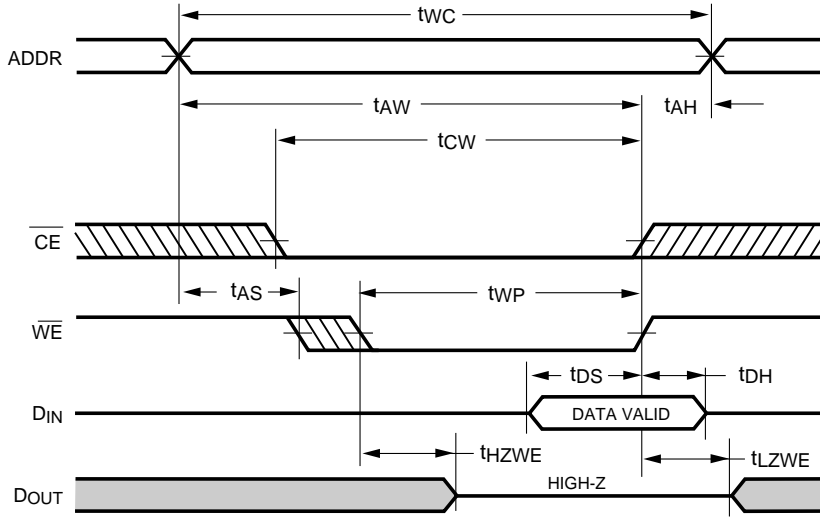 tWC
ADDR
tAW
tAH
tCW
CE
tAS
tWP
WE
tDS
tDH
DIN
DATA VALID
tHZWE
tLZWE
DOUT
HIGH-Z